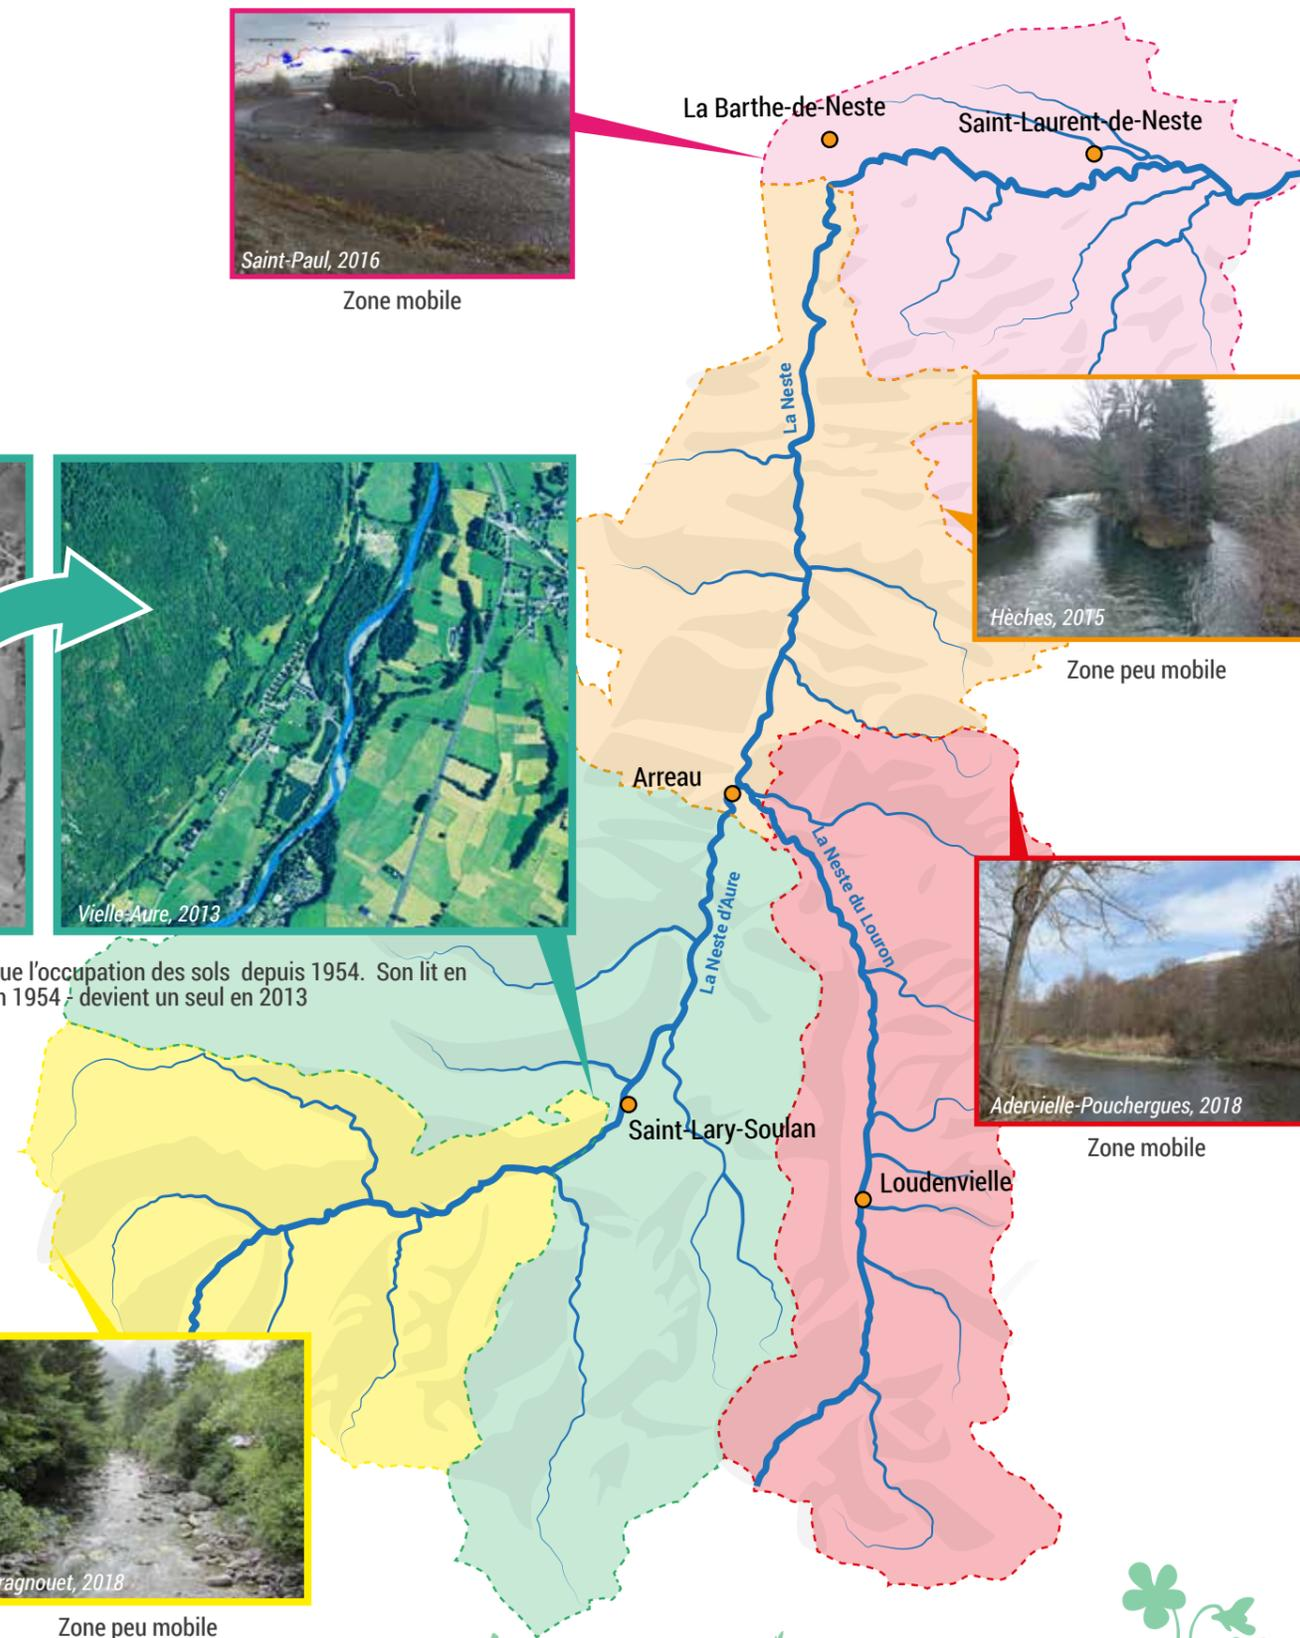 La Barthe-de-Neste
Saint-Laurent-de-Neste
Saint-Paul, 2016
Zone mobile
La Neste
Hèches, 2015
Zone peu mobile
Arreau
La Neste du Louron
La Neste d'Aure
Vielle-Aure, 2013
ue l'occupation des sols depuis 1954. Son lit en
n 1954 - devient un seul en 2013
Adervielle-Pouchergues, 2018
Zone mobile
Saint-Lary-Soulan
Loudenvielle
ragnouet, 2018
Zone peu mobile